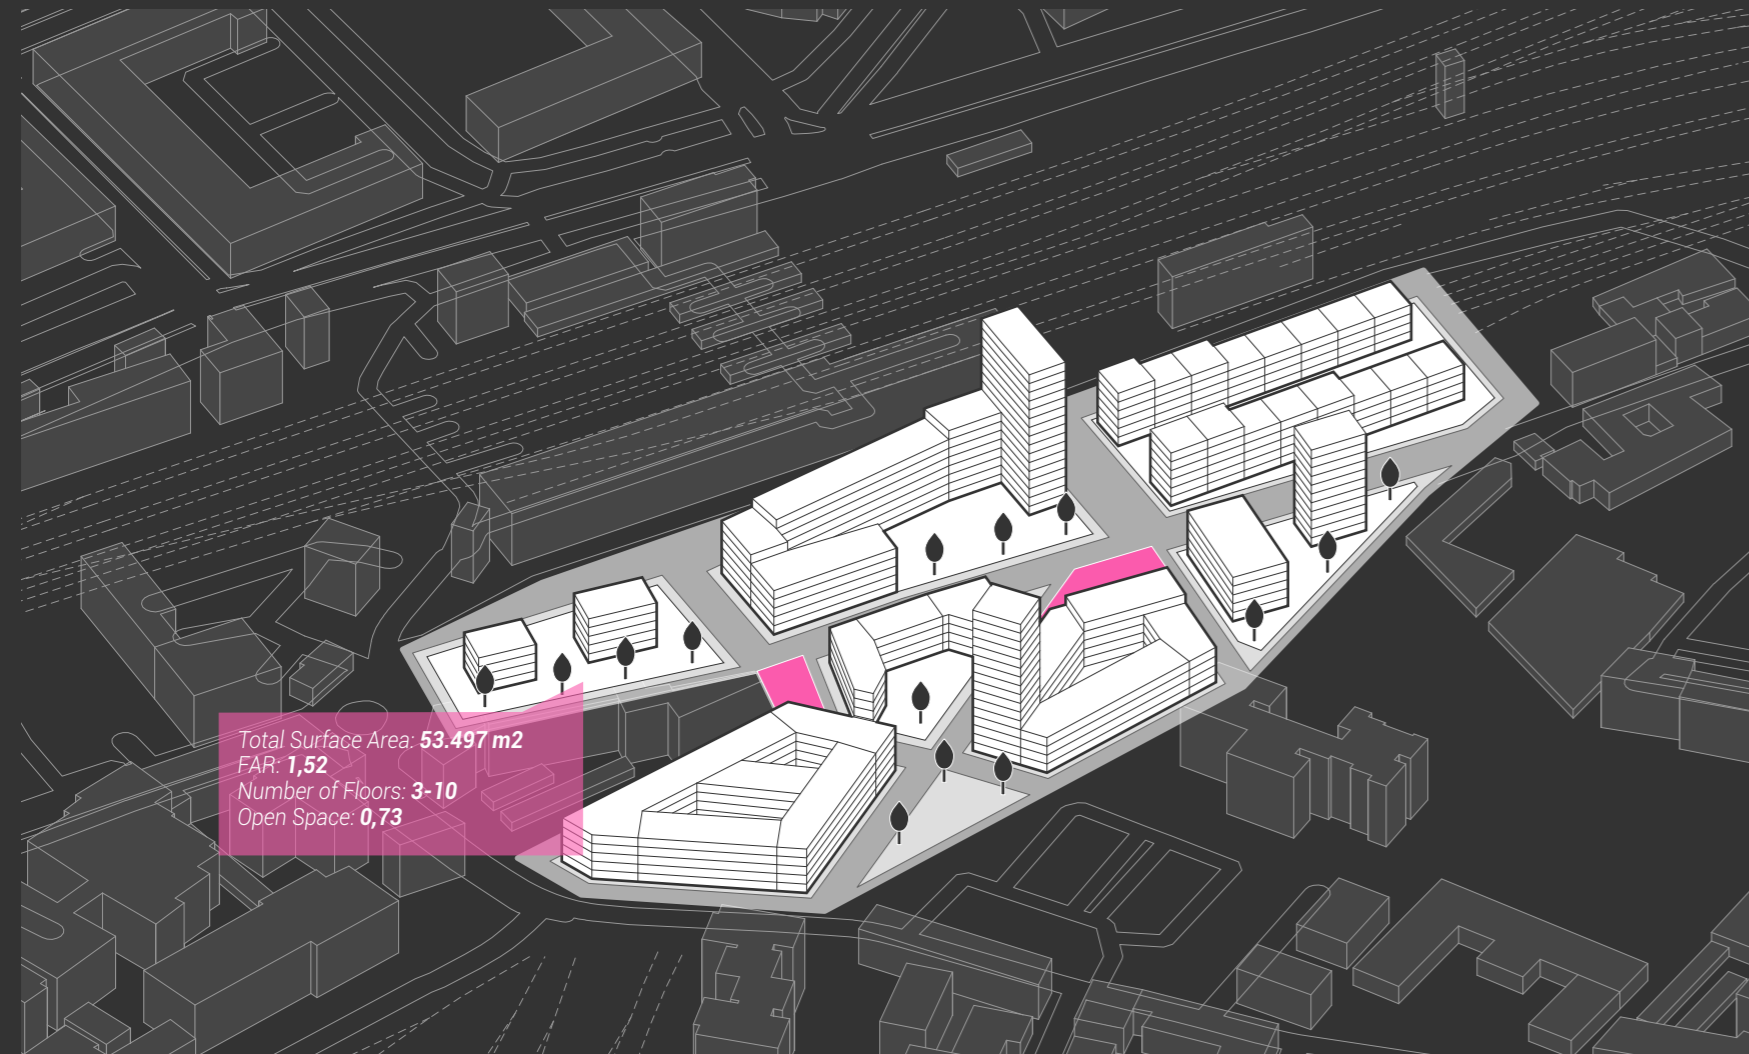 Total Surface Area: 53.497 m2
FAR: 1,52
Number of Floors: 3-10
Open Space: 0,73